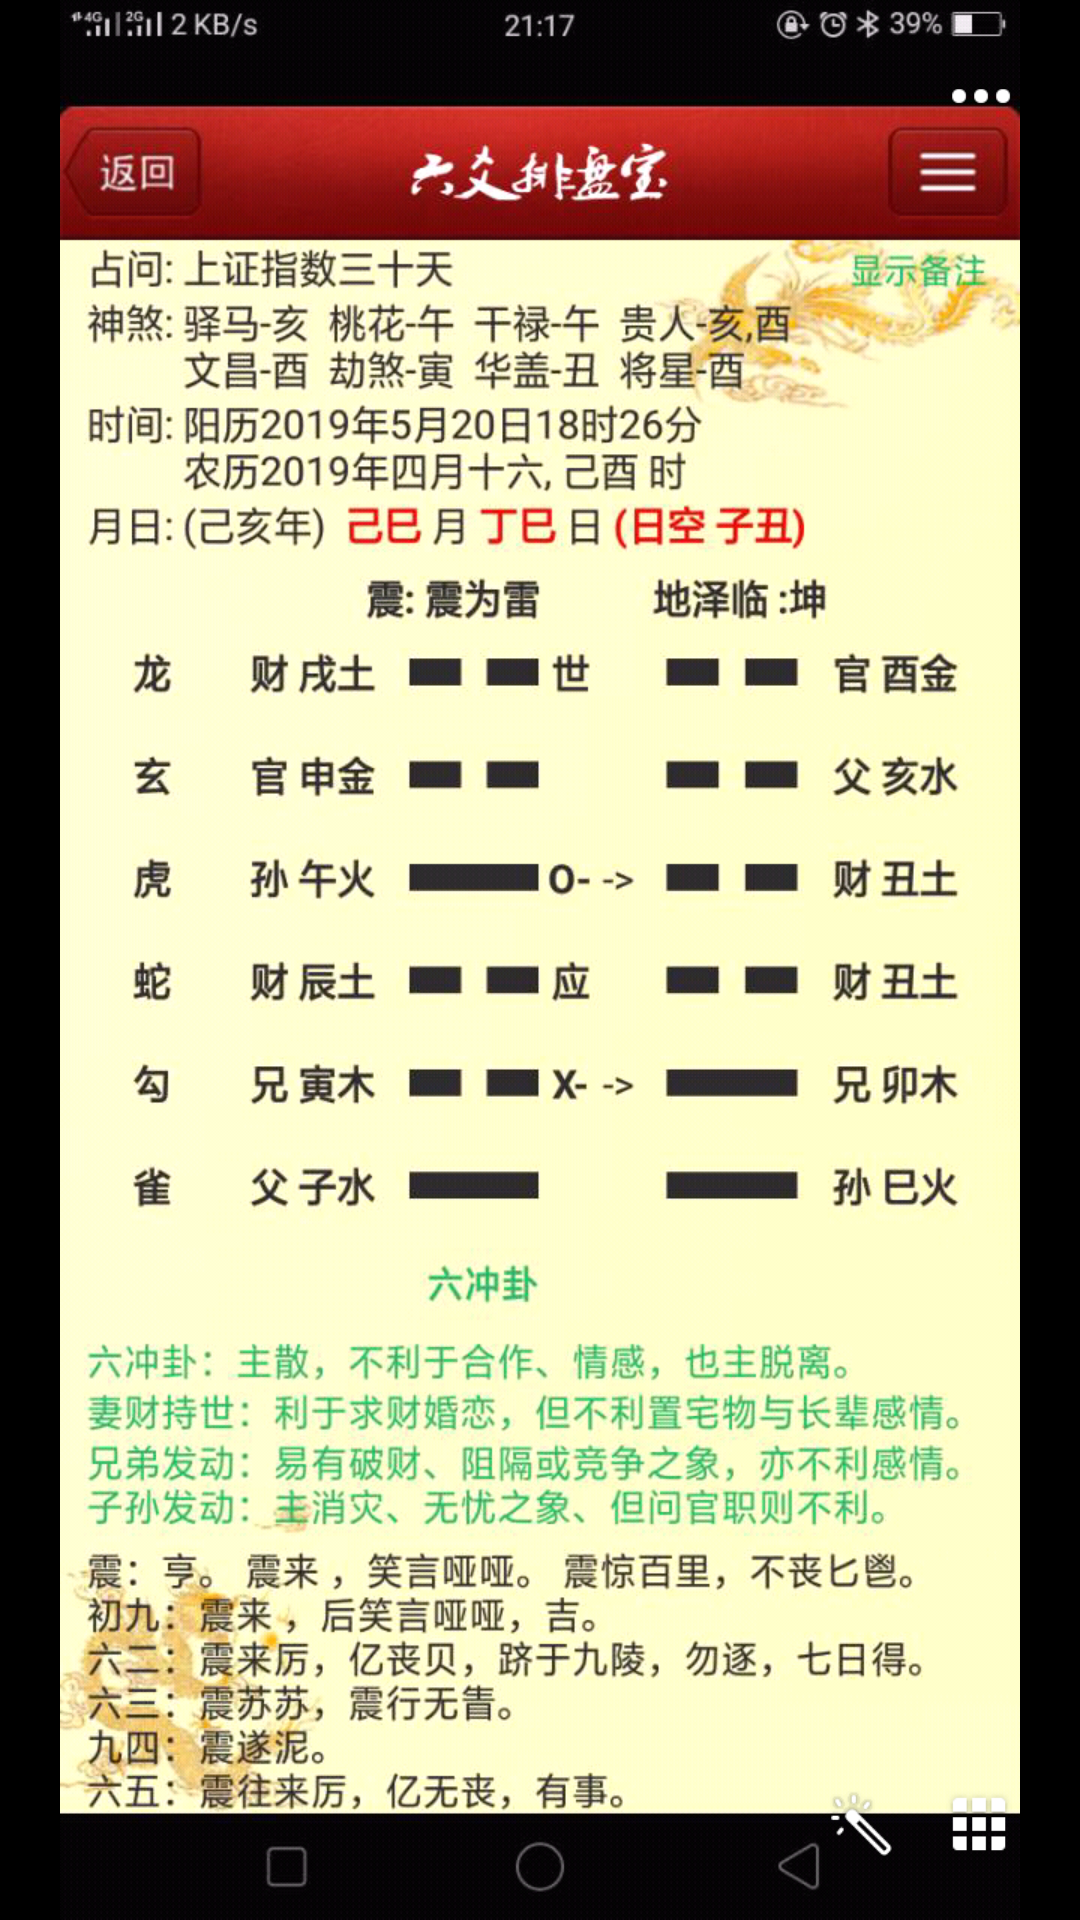 4G 2G 2 KB/s 21:17 39%
返回 六爻排盘宝
占问: 上证指数三十天 显示备注
神煞: 驿马-亥 桃花-午 干禄-午 贵人-亥,酉
文昌-酉 劫煞-寅 华盖-丑 将星-酉
时间: 阳历2019年5月20日18时26分
农历2019年四月十六, 己酉 时
月日: (己亥年) 己巳 月 丁巳 日 (日空 子丑)
震: 震为雷 地泽临 :坤
龙 财 戌土 世 官 酉金
玄 官 申金 父 亥水
虎 孙 午火 O- -> 财 丑土
蛇 财 辰土 应 财 丑土
勾 兄 寅木 X- -> 兄 卯木
雀 父 子水 孙 巳火
六冲卦
六冲卦：主散，不利于合作、情感，也主脱离。
妻财持世：利于求财婚恋，但不利置宅物与长辈感情。
兄弟发动：易有破财、阻隔或竞争之象，亦不利感情。
子孙发动：主消灾、无忧之象、但问官职则不利。
震：亨。 震来 ，笑言哑哑。 震惊百里，不丧匕鬯。
初九：震来 ，后笑言哑哑，吉。
六二：震来厉，亿丧贝，跻于九陵，勿逐，七日得。
六三：震苏苏，震行无眚。
九四：震遂泥。
六五：震往来厉，亿无丧，有事。